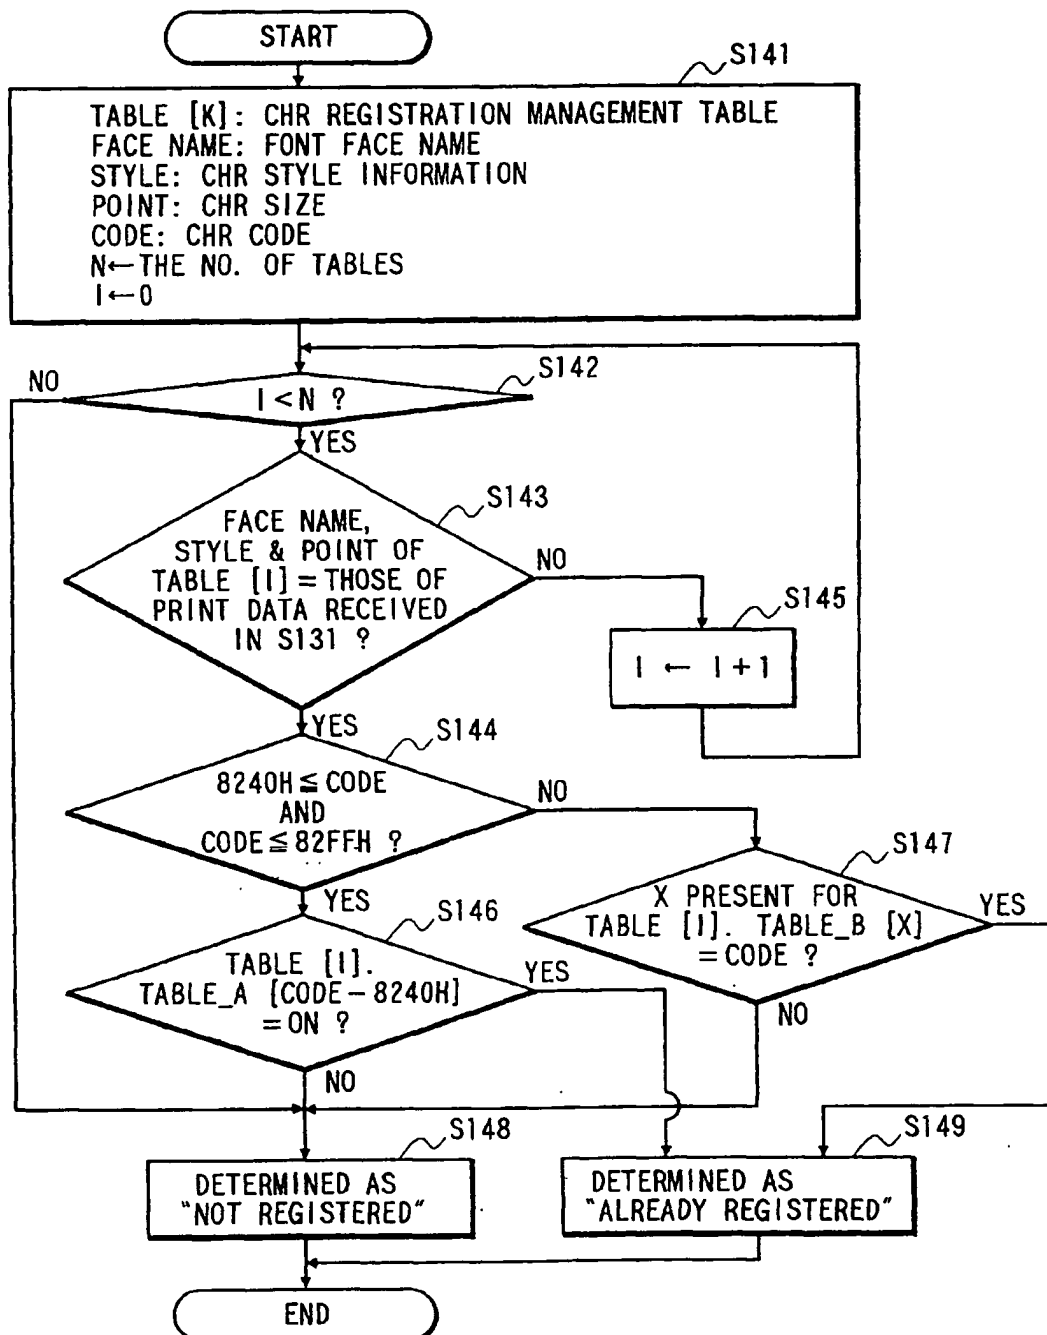 START
S141
TABLE [K]: CHR REGISTRATION MANAGEMENT TABLE
FACE NAME: FONT FACE NAME
STYLE: CHR STYLE INFORMATION
POINT: CHR SIZE
CODE: CHR CODE
N←THE NO. OF TABLES
I←0
S142
NO
I<N ?
YES
S143
FACE NAME,
STYLE & POINT OF
TABLE [I]=THOSE OF
PRINT DATA RECEIVED
IN S131 ?
NO
S145
I ← I+1
YES
S144
8240H≦CODE
AND
CODE≦82FFH ?
NO
S147
X PRESENT FOR
TABLE [I]. TABLE_B [X]
=CODE ?
YES
NO
YES
S146
TABLE [I].
TABLE_A [CODE-8240H]
=ON ?
YES
NO
S148
DETERMINED AS
"NOT REGISTERED"
S149
DETERMINED AS
"ALREADY REGISTERED"
END